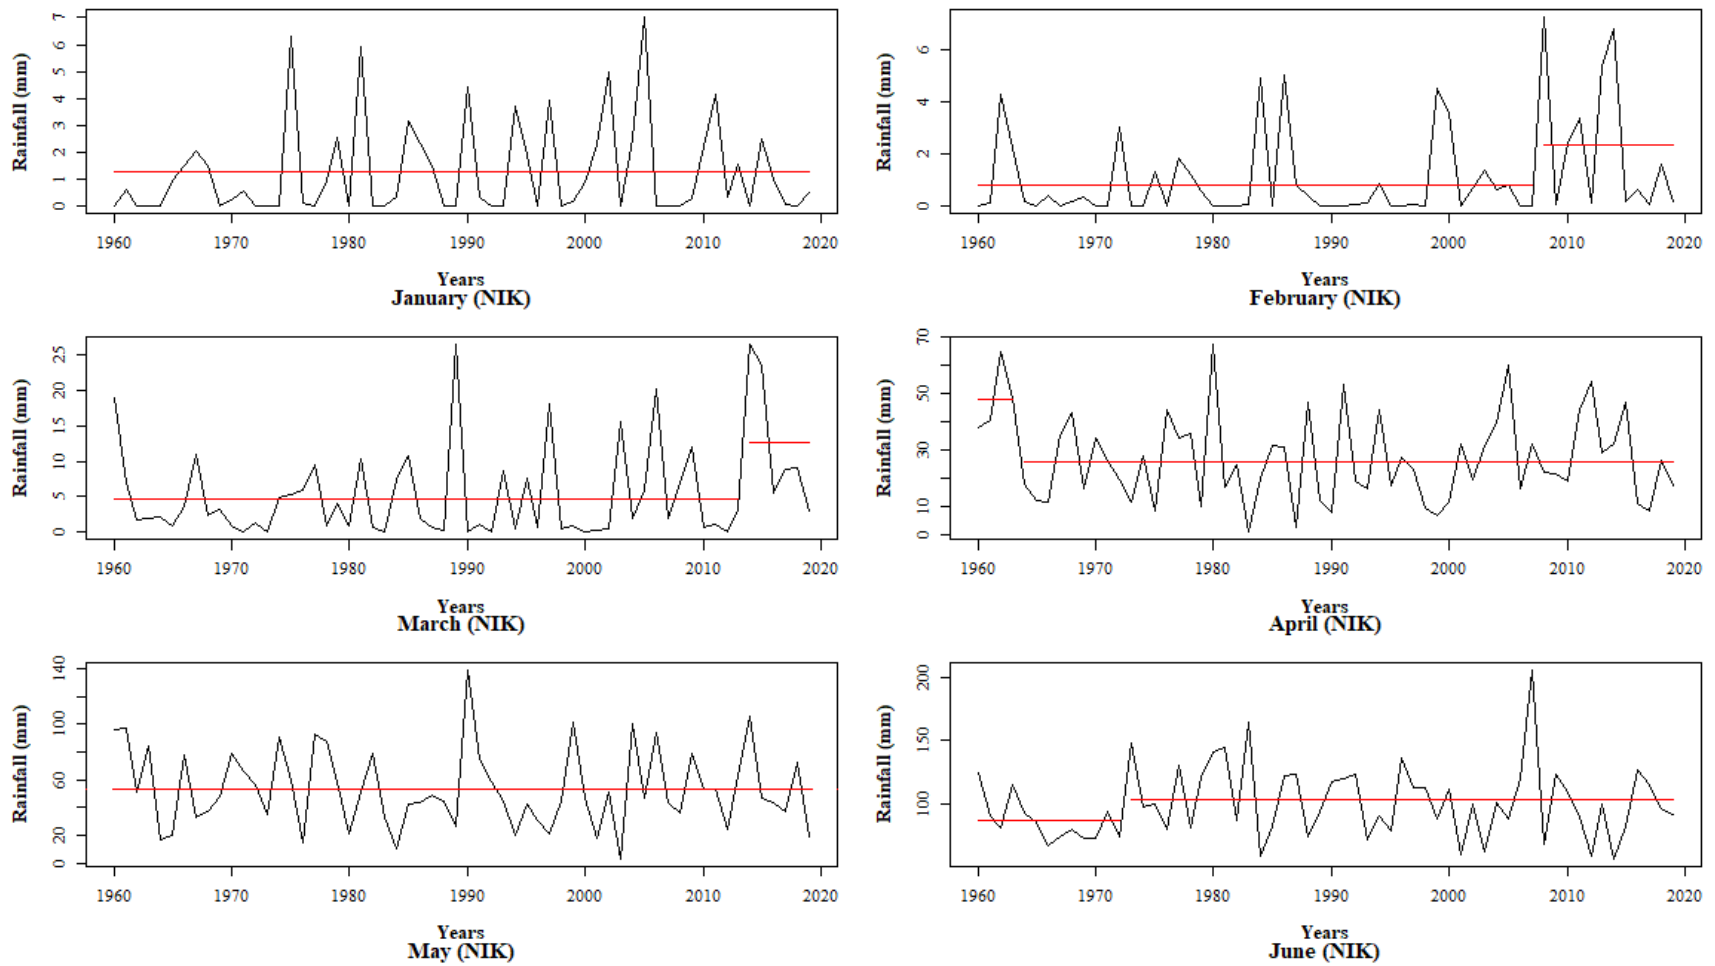 Rainfall (mm)
7
6
5
4
3
2
1
0
1960 1970 1980 1990 2000 2010 2020
Years
January (NIK)
Rainfall (mm)
6
4
2
0
1960 1970 1980 1990 2000 2010 2020
Years
February (NIK)
Rainfall (mm)
25
20
15
10
5
0
1960 1970 1980 1990 2000 2010 2020
Years
March (NIK)
Rainfall (mm)
70
50
30
10
0
1960 1970 1980 1990 2000 2010 2020
Years
April (NIK)
Rainfall (mm)
140
100
60
20
0
1960 1970 1980 1990 2000 2010 2020
Years
May (NIK)
Rainfall (mm)
200
150
100
1960 1970 1980 1990 2000 2010 2020
Years
June (NIK)